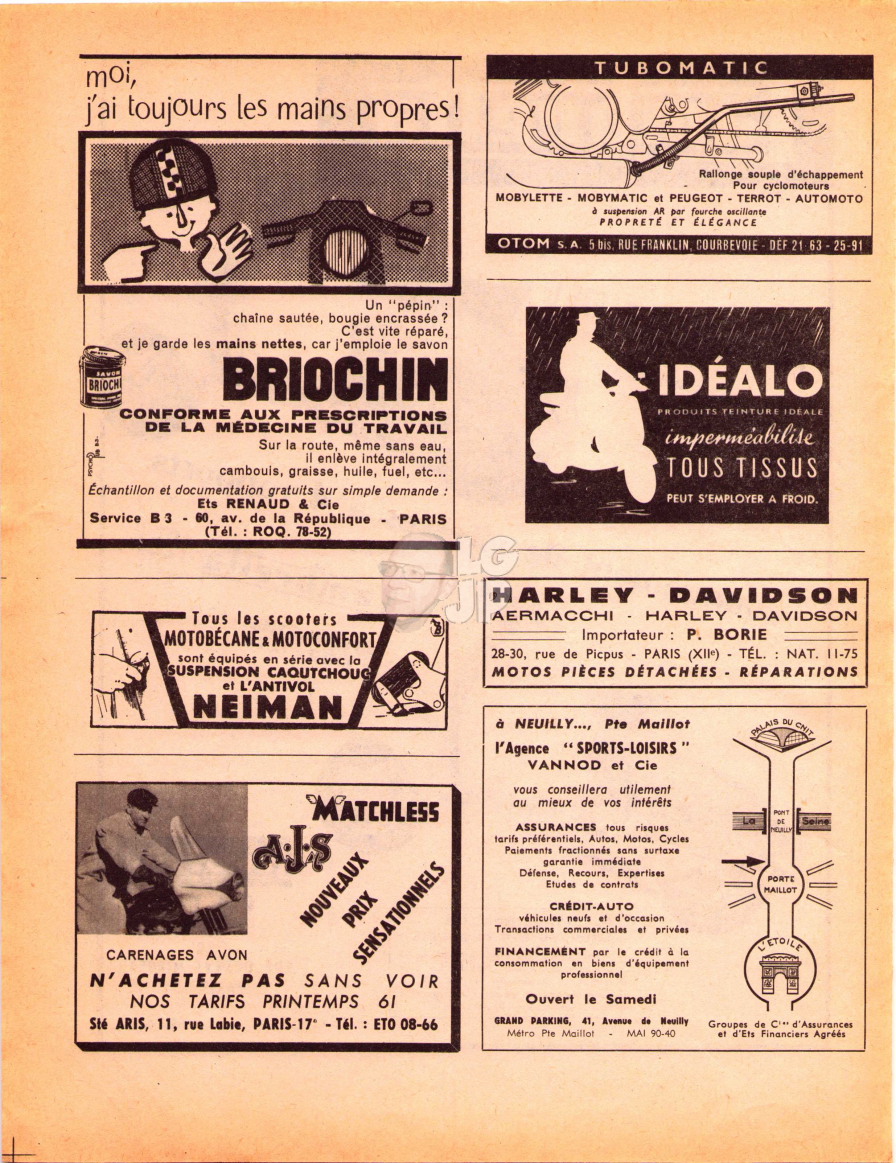 moi,
j'ai toujours les mains propres!
Un "pépin" :
chaîne sautée, bougie encrassée ?
C'est vite réparé,
et je garde les mains nettes, car j'emploie le savon
SAVON
BRIOCHIN
BRIOCHIN
CONFORME AUX PRESCRIPTIONS
DE LA MÉDECINE DU TRAVAIL
Sur la route, même sans eau,
il enlève intégralement
cambouis, graisse, huile, fuel, etc...
Échantillon et documentation gratuits sur simple demande :
Ets RENAUD & Cie
Service B 3 - 60, av. de la République - PARIS
(Tél. : ROQ. 78-52)
Tous les scooters
MOTOBÉCANE & MOTOCONFORT
sont équipés en série avec la
SUSPENSION CAOUTCHOUC
et L'ANTIVOL
NEIMAN
MATCHLESS
A.J.S
NOUVEAUX
PRIX
SENSATIONNELS
CARENAGES AVON
N'ACHETEZ PAS SANS VOIR
NOS TARIFS PRINTEMPS 61
Sté ARIS, 11, rue Labie, PARIS-17e - Tél. : ETO 08-66
TUBOMATIC
Rallonge souple d'échappement
Pour cyclomoteurs
MOBYLETTE - MOBYMATIC et PEUGEOT - TERROT - AUTOMOTO
à suspension AR par fourche oscillante
PROPRETÉ ET ÉLÉGANCE
OTOM S.A. 5 bis, RUE FRANKLIN, COURBEVOIE - DÉF 21-63 - 25-91
IDÉALO
PRODUITS TEINTURE IDÉALE
imperméabilise
TOUS TISSUS
PEUT S'EMPLOYER A FROID.
LG
JP
HARLEY - DAVIDSON
AERMACCHI - HARLEY - DAVIDSON
Importateur : P. BORIE
28-30, rue de Picpus - PARIS (XIIe) - TÉL. : NAT. 11-75
MOTOS PIÈCES DÉTACHÉES - RÉPARATIONS
à NEUILLY..., Pte Maillot
l'Agence "SPORTS-LOISIRS"
VANNOD et Cie
vous conseillera utilement
au mieux de vos intérêts
ASSURANCES tous risques
tarifs préférentiels, Autos, Motos, Cycles
Paiements fractionnés sans surtaxe
garantie immédiate
Défense, Recours, Expertises
Etudes de contrats
CRÉDIT-AUTO
véhicules neufs et d'occasion
Transactions commerciales et privées
FINANCEMENT par le crédit à la
consommation en biens d'équipement
professionnel
Ouvert le Samedi
GRAND PARKING, 41, Avenue de Neuilly
Métro Pte Maillot - MAI 90-40
PALAIS DU CNIT
La
PONT
DE
NEUILLY
Seine
PORTE
MAILLOT
L'ETOILE
Groupes de Cies d'Assurances
et d'Ets Financiers Agréés